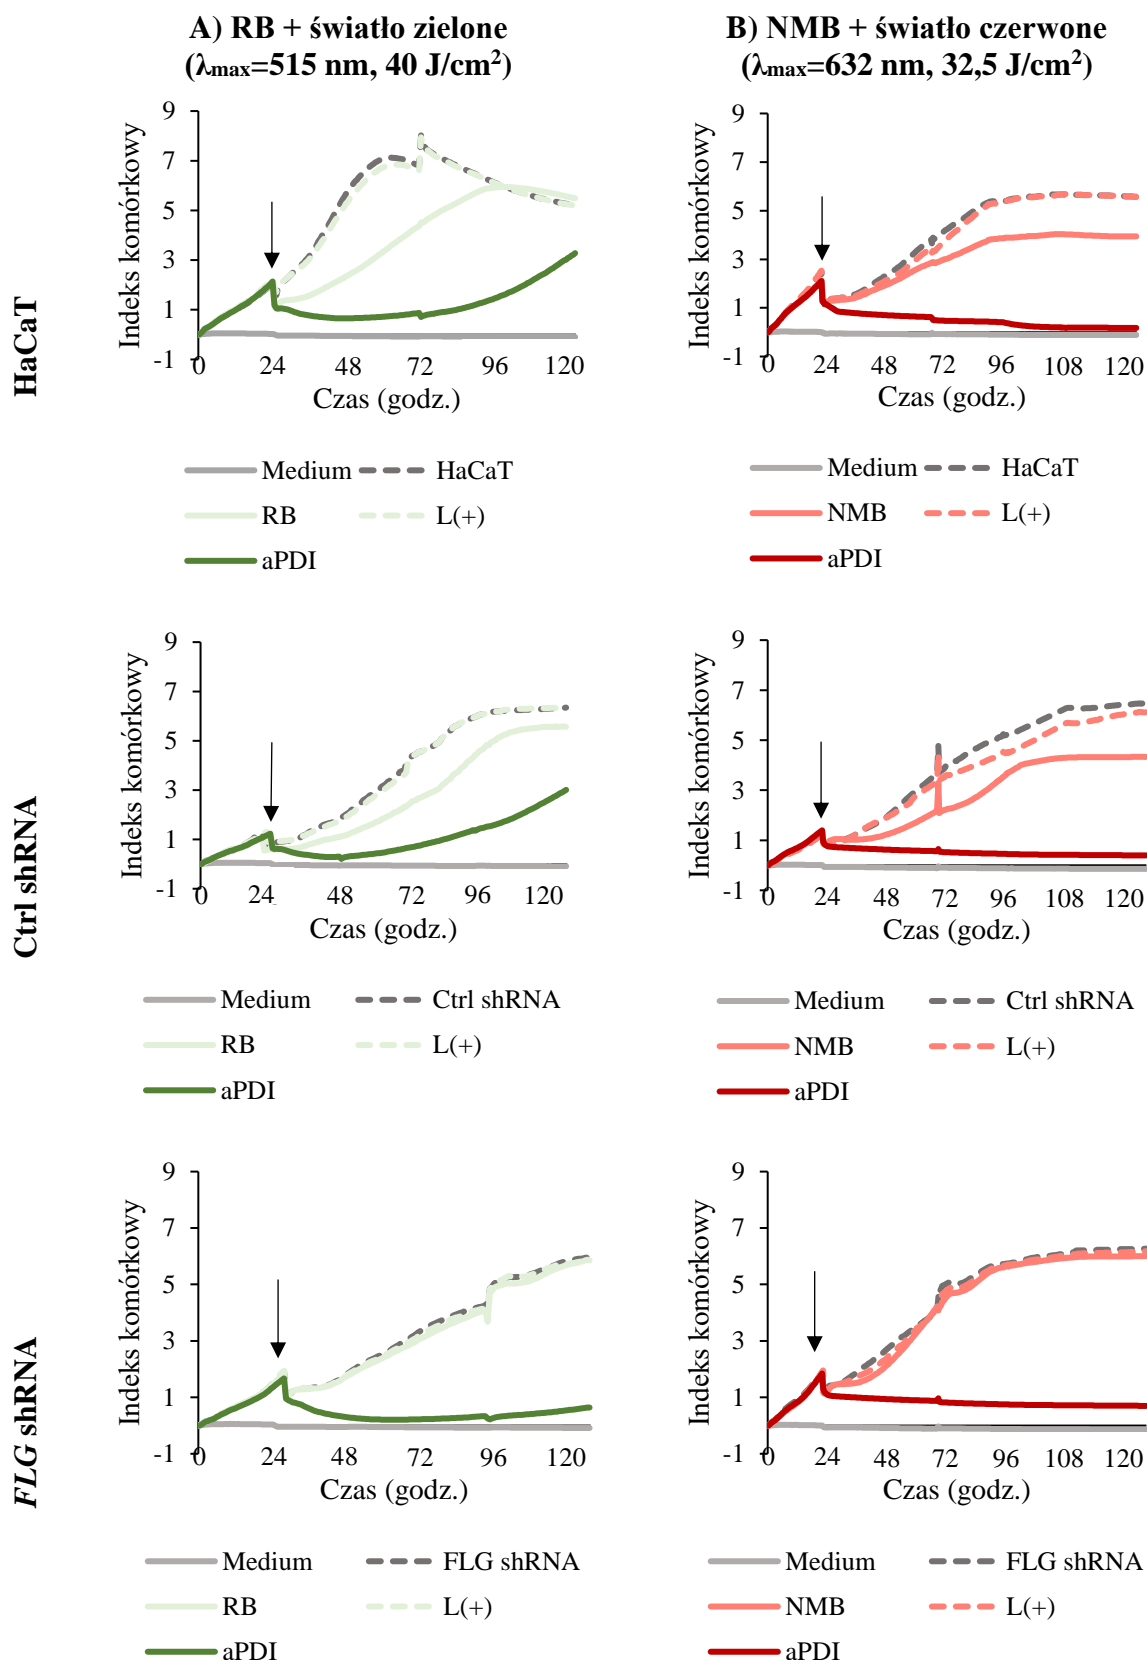 A) RB + światło zielone
(λmax=515 nm, 40 J/cm²)
B) NMB + światło czerwone
(λmax=632 nm, 32,5 J/cm²)
HaCaT
Indeks komórkowy
9
7
5
3
1
-1
0 24 48 72 96 120
Czas (godz.)
Medium HaCaT
RB L(+)
aPDI
Indeks komórkowy
9
7
5
3
1
-1
0 24 48 72 96 108 120
Czas (godz.)
Medium HaCaT
NMB L(+)
aPDI
Ctrl shRNA
Indeks komórkowy
9
7
5
3
1
-1
0 24 48 72 96 120
Czas (godz.)
Medium Ctrl shRNA
RB L(+)
aPDI
Indeks komórkowy
9
7
5
3
1
-1
0 24 48 72 96 108 120
Czas (godz.)
Medium Ctrl shRNA
NMB L(+)
aPDI
FLG shRNA
Indeks komórkowy
9
7
5
3
1
-1
0 24 48 72 96 120
Czas (godz.)
Medium FLG shRNA
RB L(+)
aPDI
Indeks komórkowy
9
7
5
3
1
-1
0 24 48 72 96 108 120
Czas (godz.)
Medium FLG shRNA
NMB L(+)
aPDI